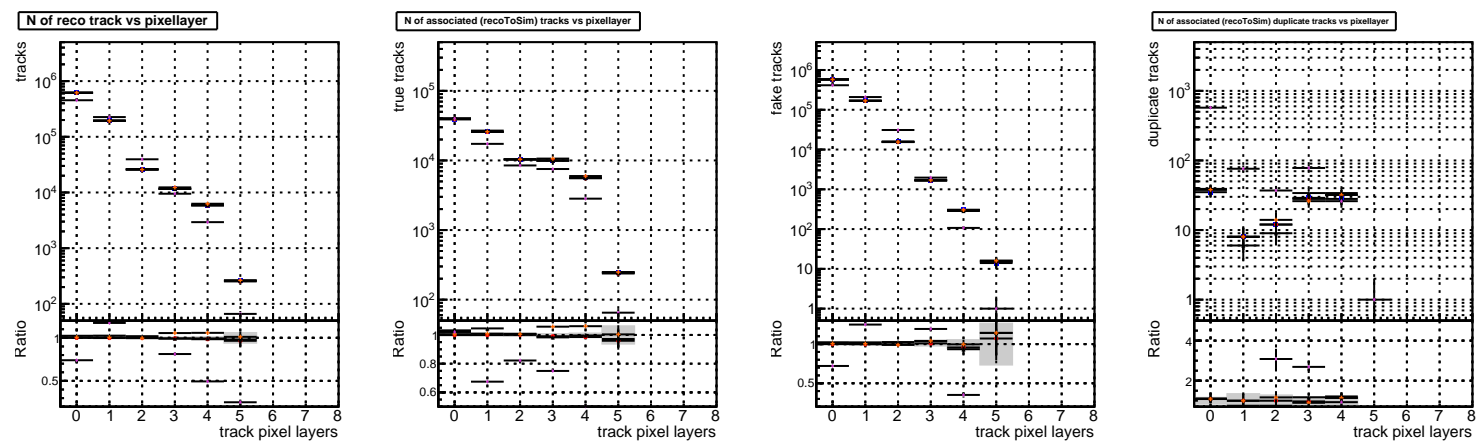 N of reco track vs pixellayer
tracks
10^6
10^5
10^4
10^3
10^2
Ratio
1
0.5
0 1 2 3 4 5 6 7 8
track pixel layers
N of associated (recoToSim) tracks vs pixellayer
true tracks
10^5
10^4
10^3
10^2
Ratio
1
0.8
0.6
0 1 2 3 4 5 6 7 8
track pixel layers
fake tracks
10^6
10^5
10^4
10^3
10^2
10
1
Ratio
1
0.5
0 1 2 3 4 5 6 7 8
track pixel layers
N of associated (recoToSim) duplicate tracks vs pixellayer
duplicate tracks
10^3
10^2
10
1
Ratio
4
2
0 1 2 3 4 5 6 7 8
track pixel layers